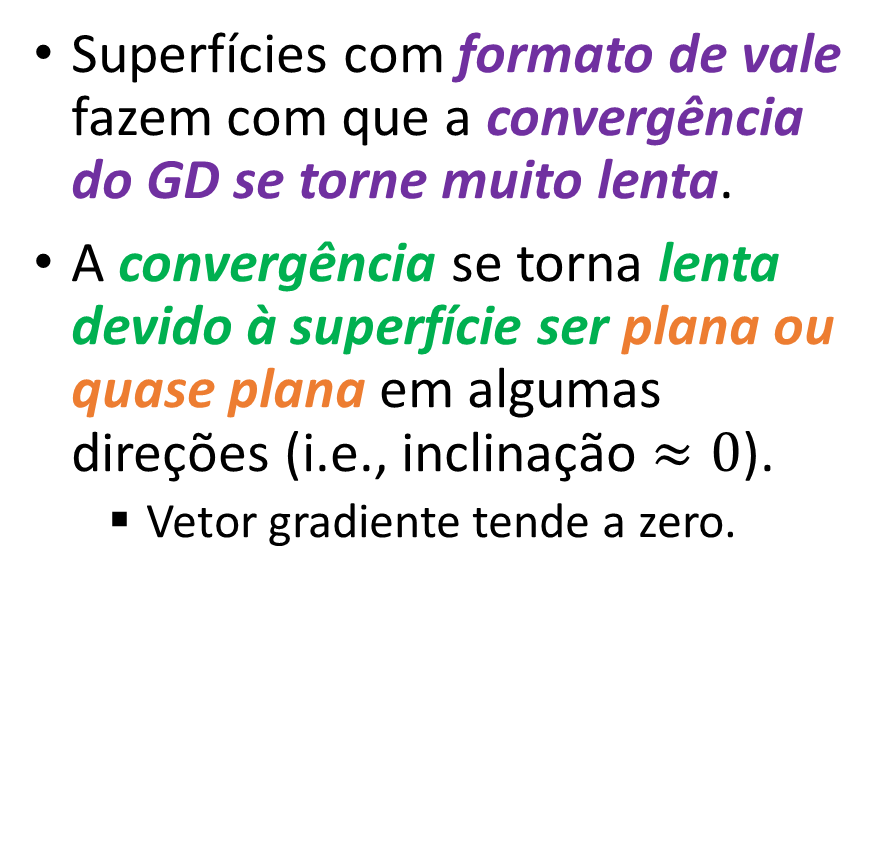 • Superfícies com formato de vale
fazem com que a convergência
do GD se torne muito lenta.
• A convergência se torna lenta
devido à superfície ser plana ou
quase plana em algumas
direções (i.e., inclinação ≈ 0).
▪ Vetor gradiente tende a zero.